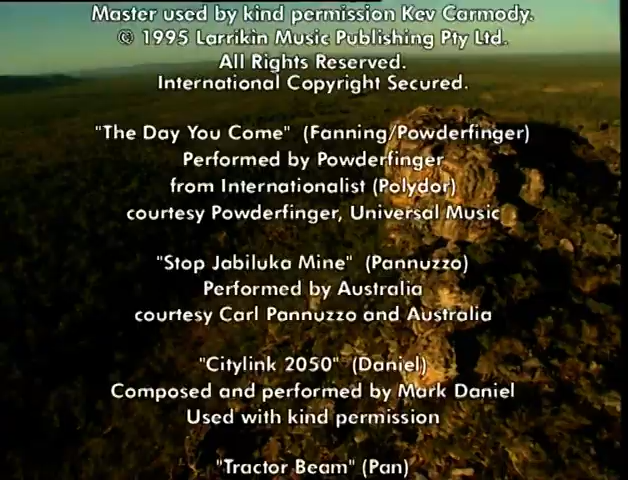 Master used by kind permission Kev Carmody.
© 1995 Larrikin Music Publishing Pty Ltd.
All Rights Reserved.
International Copyright Secured.
"The Day You Come" (Fanning/Powderfinger)
Performed by Powderfinger
from Internationalist (Polydor)
courtesy Powderfinger, Universal Music
"Stop Jabiluka Mine" (Pannuzzo)
Performed by Australia
courtesy Carl Pannuzzo and Australia
"Citylink 2050" (Daniel)
Composed and performed by Mark Daniel
Used with kind permission
"Tractor Beam" (Pan)